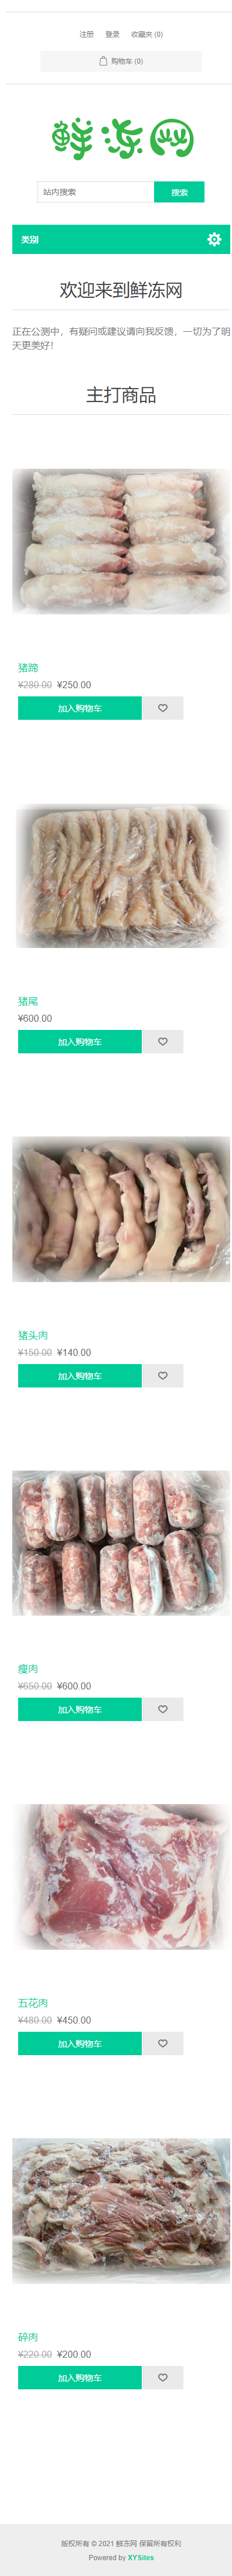 注册 登录 收藏夹 (0)
购物车 (0)
鲜冻网
站内搜索 搜索
类别
欢迎来到鲜冻网
正在公测中，有疑问或建议请向我反馈，一切为了明
天更美好！
主打商品
猪蹄
¥280.00 ¥250.00
加入购物车
猪尾
¥600.00
加入购物车
猪头肉
¥150.00 ¥140.00
加入购物车
瘦肉
¥650.00 ¥600.00
加入购物车
五花肉
¥480.00 ¥450.00
加入购物车
碎肉
¥220.00 ¥200.00
加入购物车
版权所有 © 2021 鲜冻网 保留所有权利
Powered by XYSites